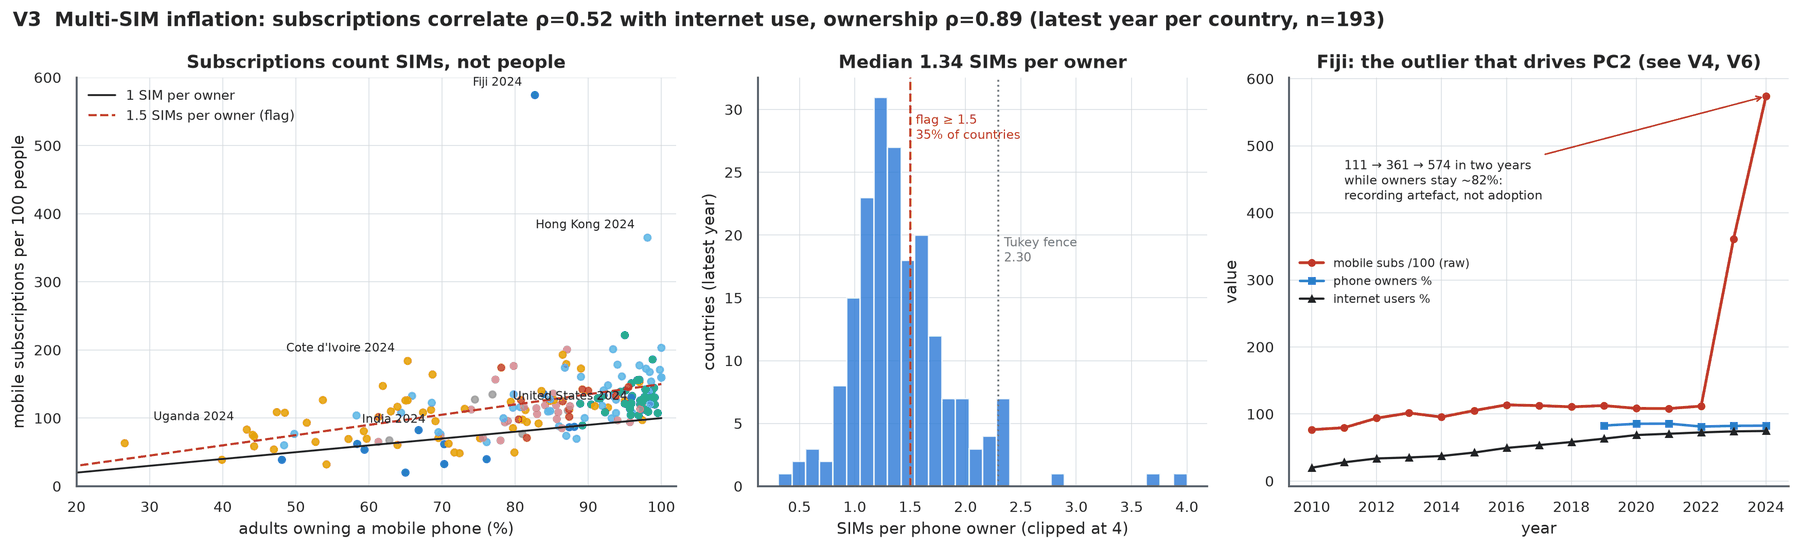 V3  Multi-SIM inflation: subscriptions correlate ρ=0.52 with internet use, ownership ρ=0.89 (latest year per country, n=193)
Subscriptions count SIMs, not people
mobile subscriptions per 100 people
600
500
400
300
200
100
0
1 SIM per owner
1.5 SIMs per owner (flag)
Fiji 2024
Hong Kong 2024
Cote d'Ivoire 2024
United States 2024
Uganda 2024
India 2024
20 30 40 50 60 70 80 90 100
adults owning a mobile phone (%)
Median 1.34 SIMs per owner
countries (latest year)
30
25
20
15
10
5
0
flag ≥ 1.5
35% of countries
Tukey fence
2.30
0.5 1.0 1.5 2.0 2.5 3.0 3.5 4.0
SIMs per phone owner (clipped at 4)
Fiji: the outlier that drives PC2 (see V4, V6)
value
600
500
400
300
200
100
0
111 → 361 → 574 in two years
while owners stay ~82%:
recording artefact, not adoption
mobile subs /100 (raw)
phone owners %
internet users %
2010 2012 2014 2016 2018 2020 2022 2024
year